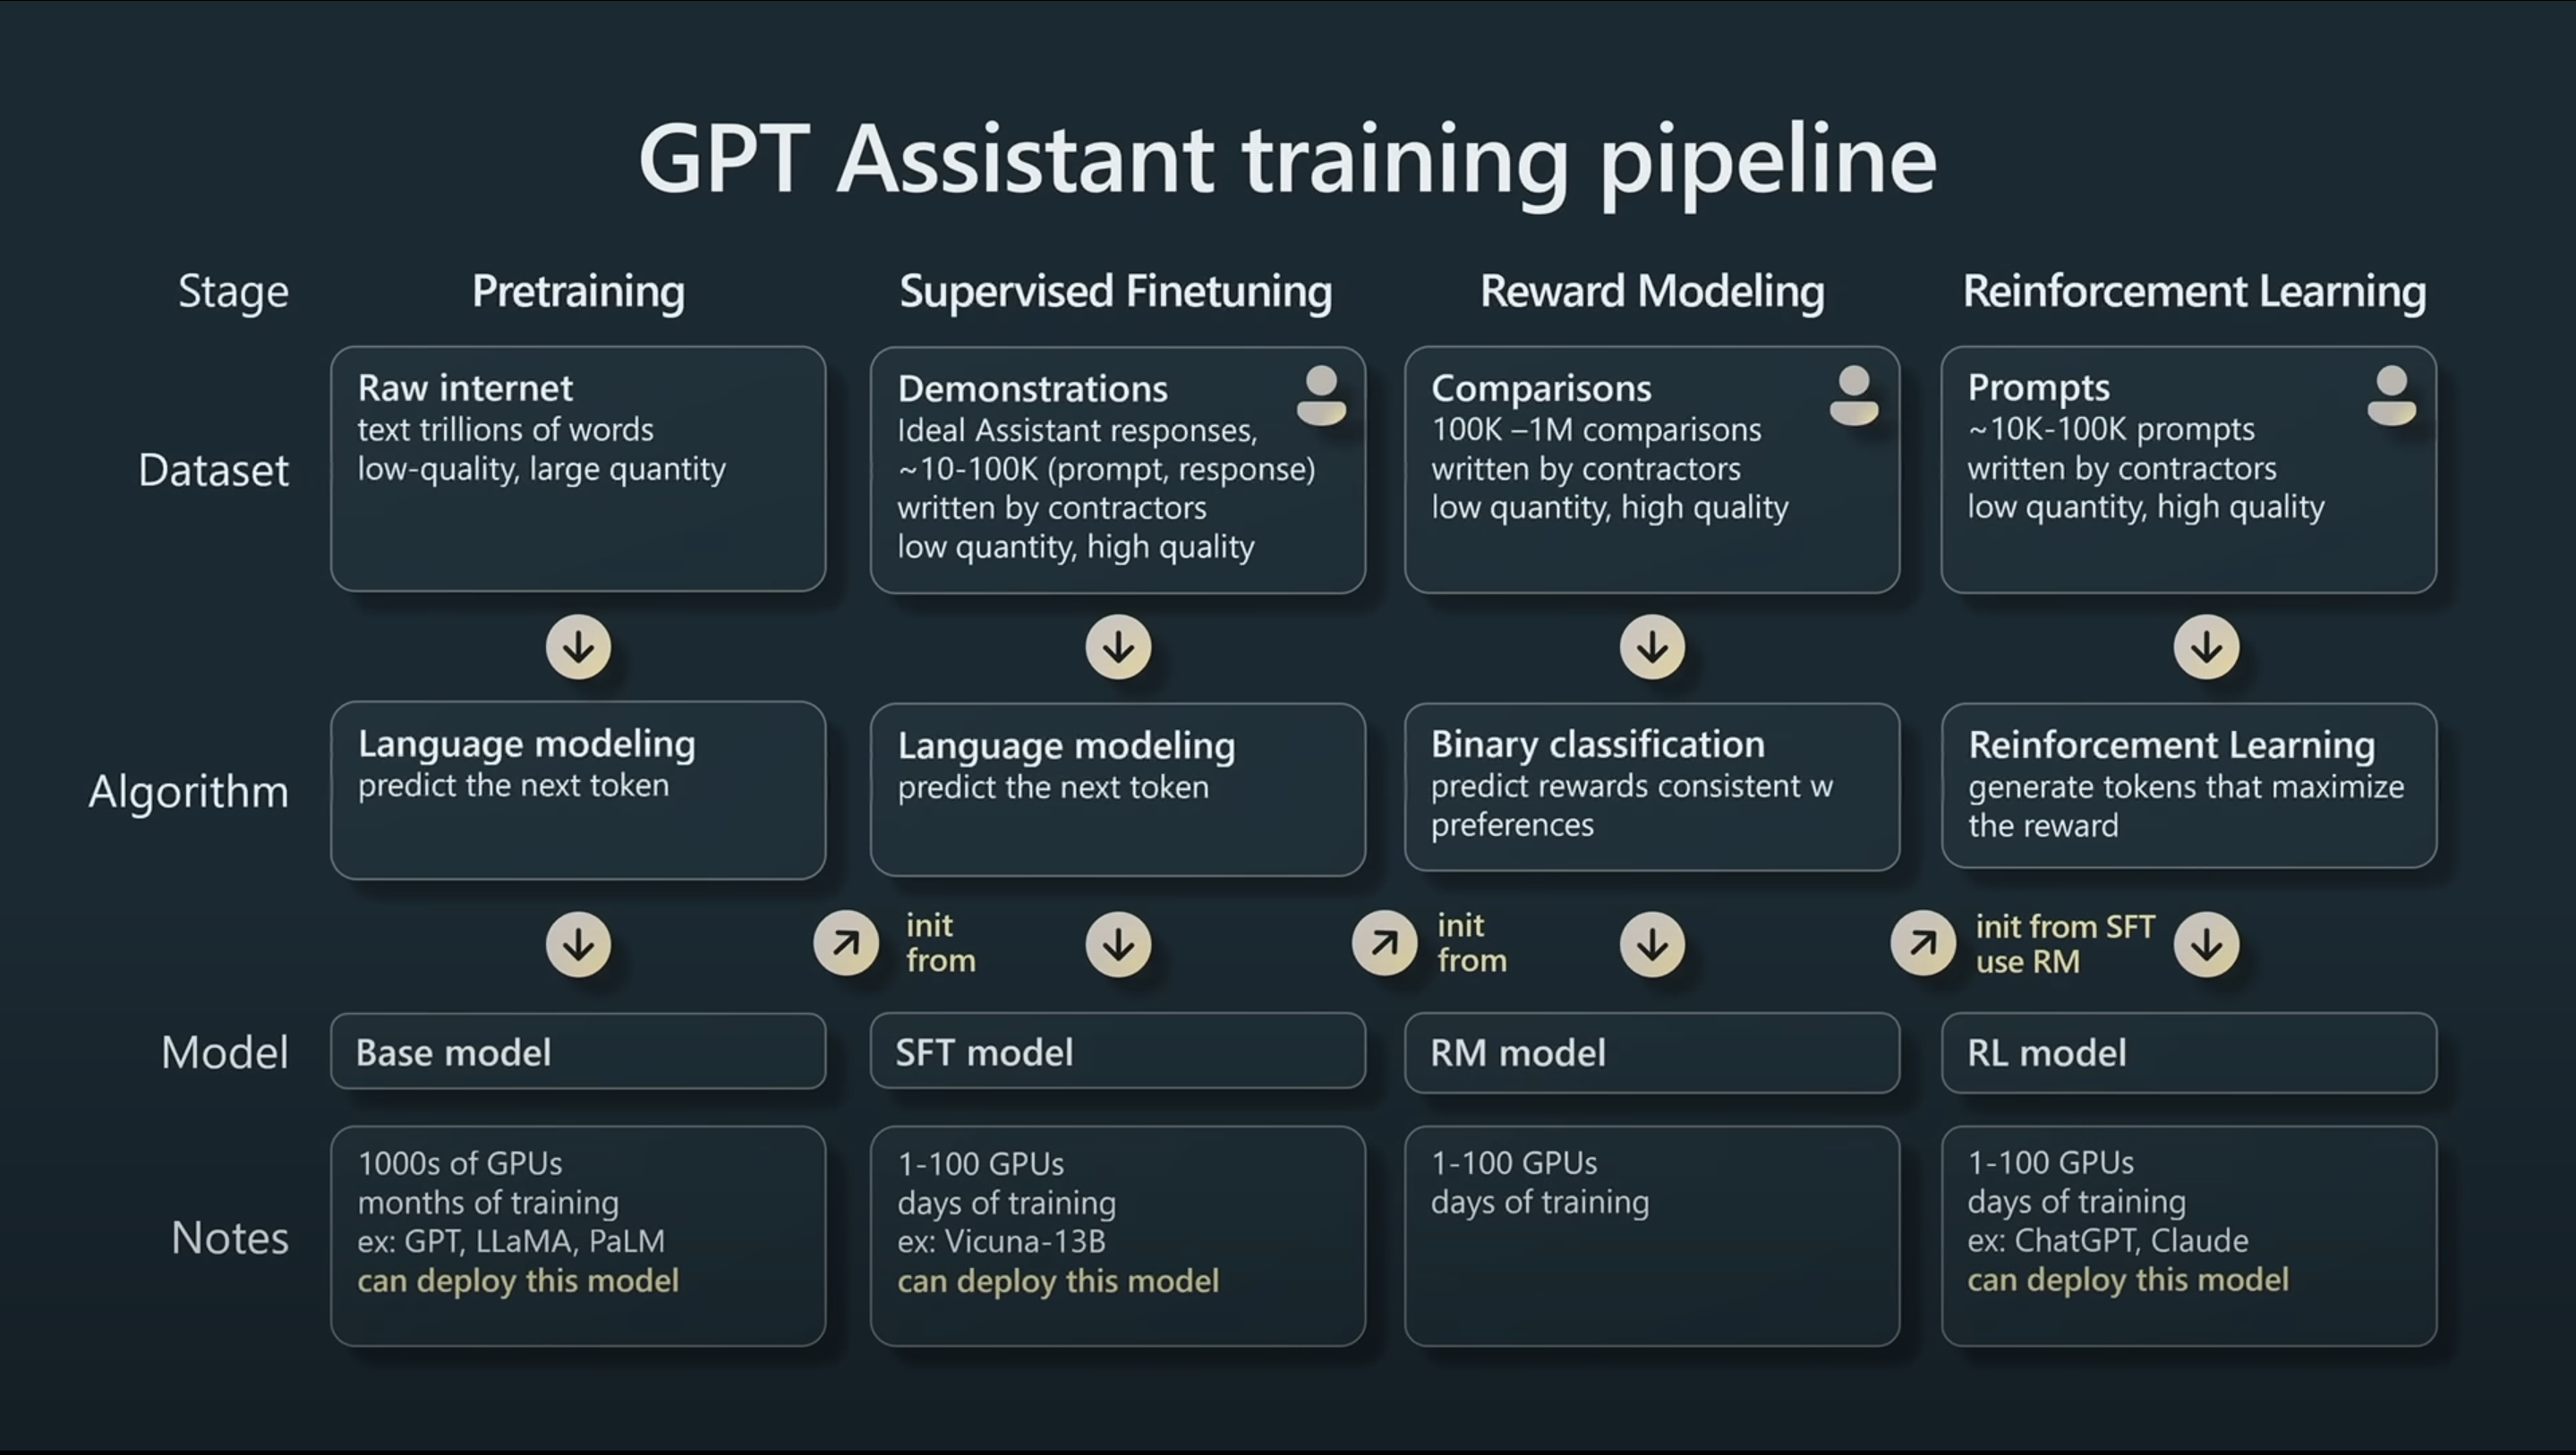 GPT Assistant training pipeline
Stage
Pretraining
Supervised Finetuning
Reward Modeling
Reinforcement Learning
Dataset
Raw internet
text trillions of words
low-quality, large quantity
Demonstrations
Ideal Assistant responses,
~10-100K (prompt, response)
written by contractors
low quantity, high quality
Comparisons
100K –1M comparisons
written by contractors
low quantity, high quality
Prompts
~10K-100K prompts
written by contractors
low quantity, high quality
Algorithm
Language modeling
predict the next token
Language modeling
predict the next token
Binary classification
predict rewards consistent w
preferences
Reinforcement Learning
generate tokens that maximize
the reward
init
from
init
from
init from SFT
use RM
Model
Base model
SFT model
RM model
RL model
Notes
1000s of GPUs
months of training
ex: GPT, LLaMA, PaLM
can deploy this model
1-100 GPUs
days of training
ex: Vicuna-13B
can deploy this model
1-100 GPUs
days of training
1-100 GPUs
days of training
ex: ChatGPT, Claude
can deploy this model